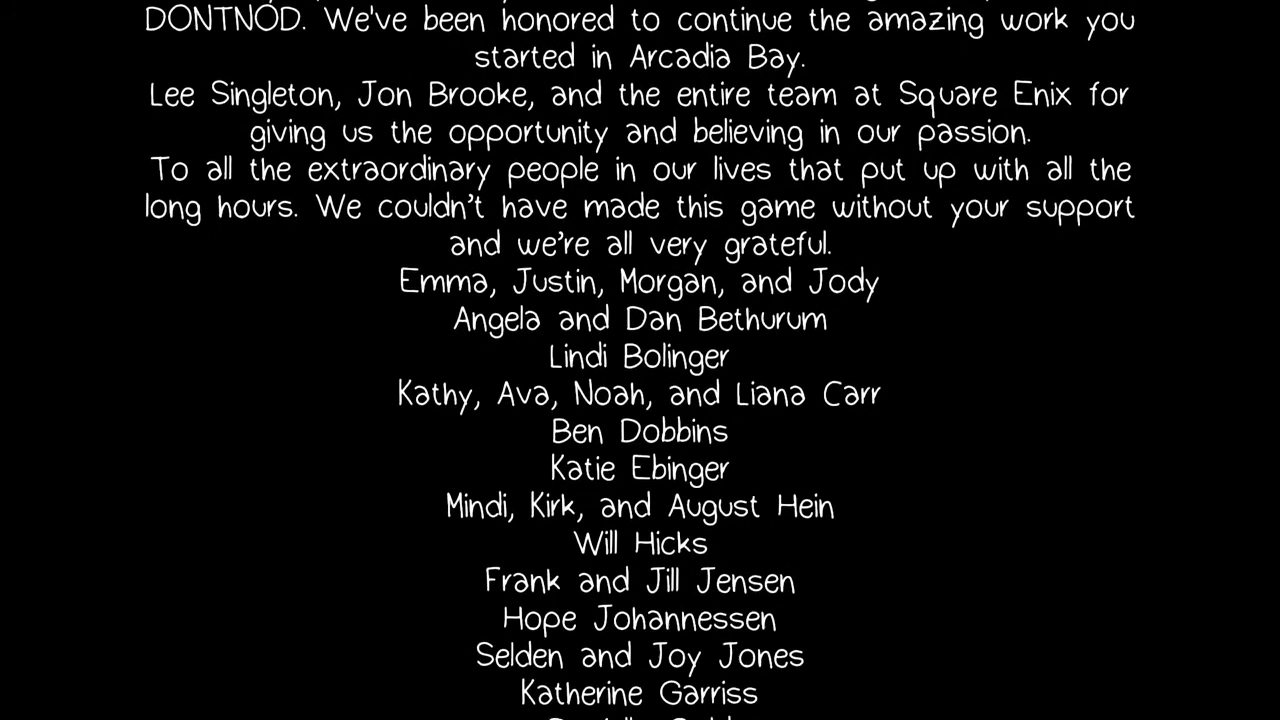 DONTNOD. We've been honored to continue the amazing work you
started in Arcadia Bay.
Lee Singleton, Jon Brooke, and the entire team at Square Enix for
giving us the opportunity and believing in our passion.
To all the extraordinary people in our lives that put up with all the
long hours. We couldn’t have made this game without your support
and we’re all very grateful.
Emma, Justin, Morgan, and Jody
Angela and Dan Bethurum
Lindi Bolinger
Kathy, Ava, Noah, and Liana Carr
Ben Dobbins
Katie Ebinger
Mindi, Kirk, and August Hein
Will Hicks
Frank and Jill Jensen
Hope Johannessen
Selden and Joy Jones
Katherine Garriss